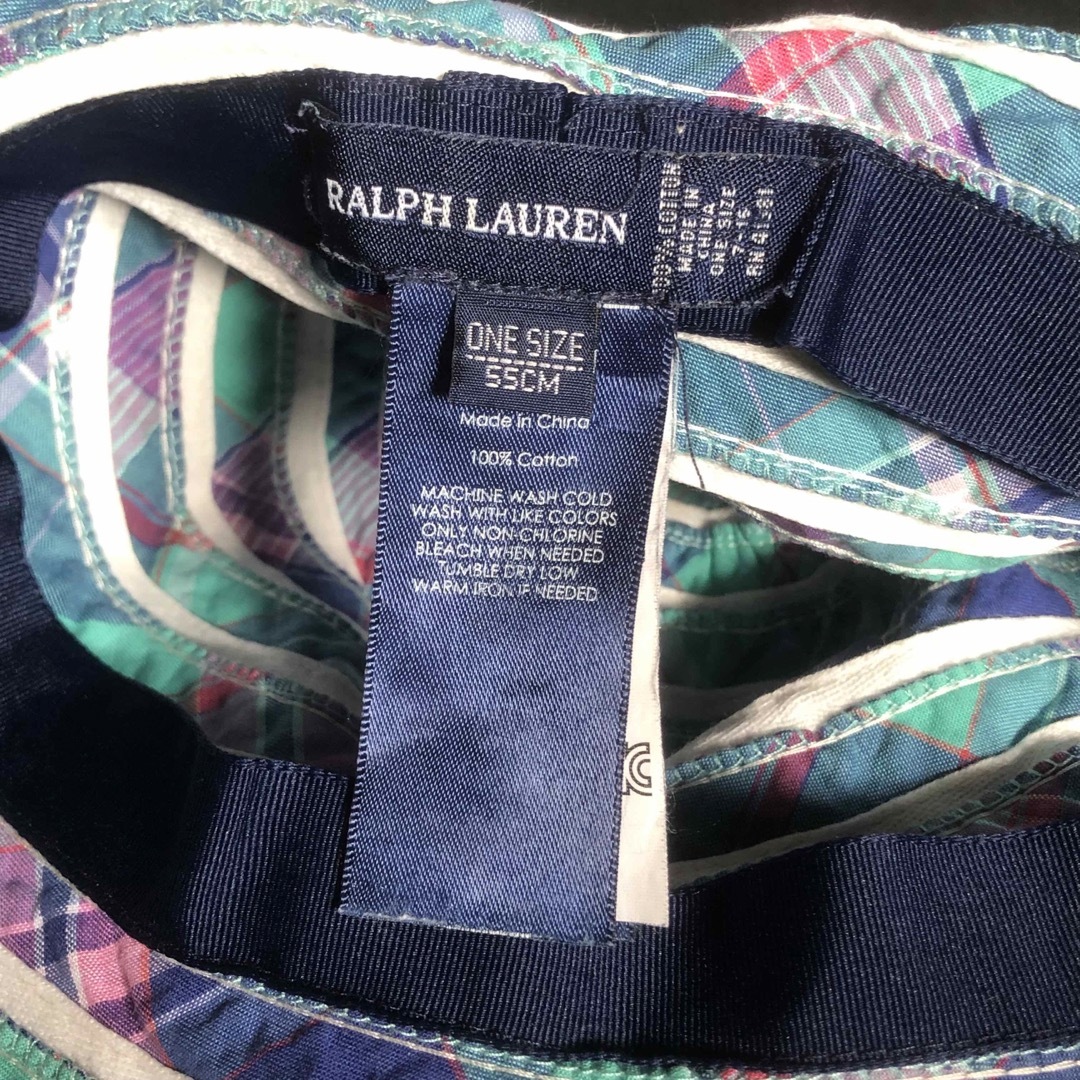 RALPH LAUREN
100% COTTON
MADE IN
CHINA
ONE SIZE
7-16
ONE SIZE
55CM
Made in China
100% Cotton
MACHINE WASH COLD
WASH WITH LIKE COLORS
ONLY NON CHLORINE
BLEACH WHEN NEEDED
TUMBLE DRY LOW
WARM IRON IF NEEDED